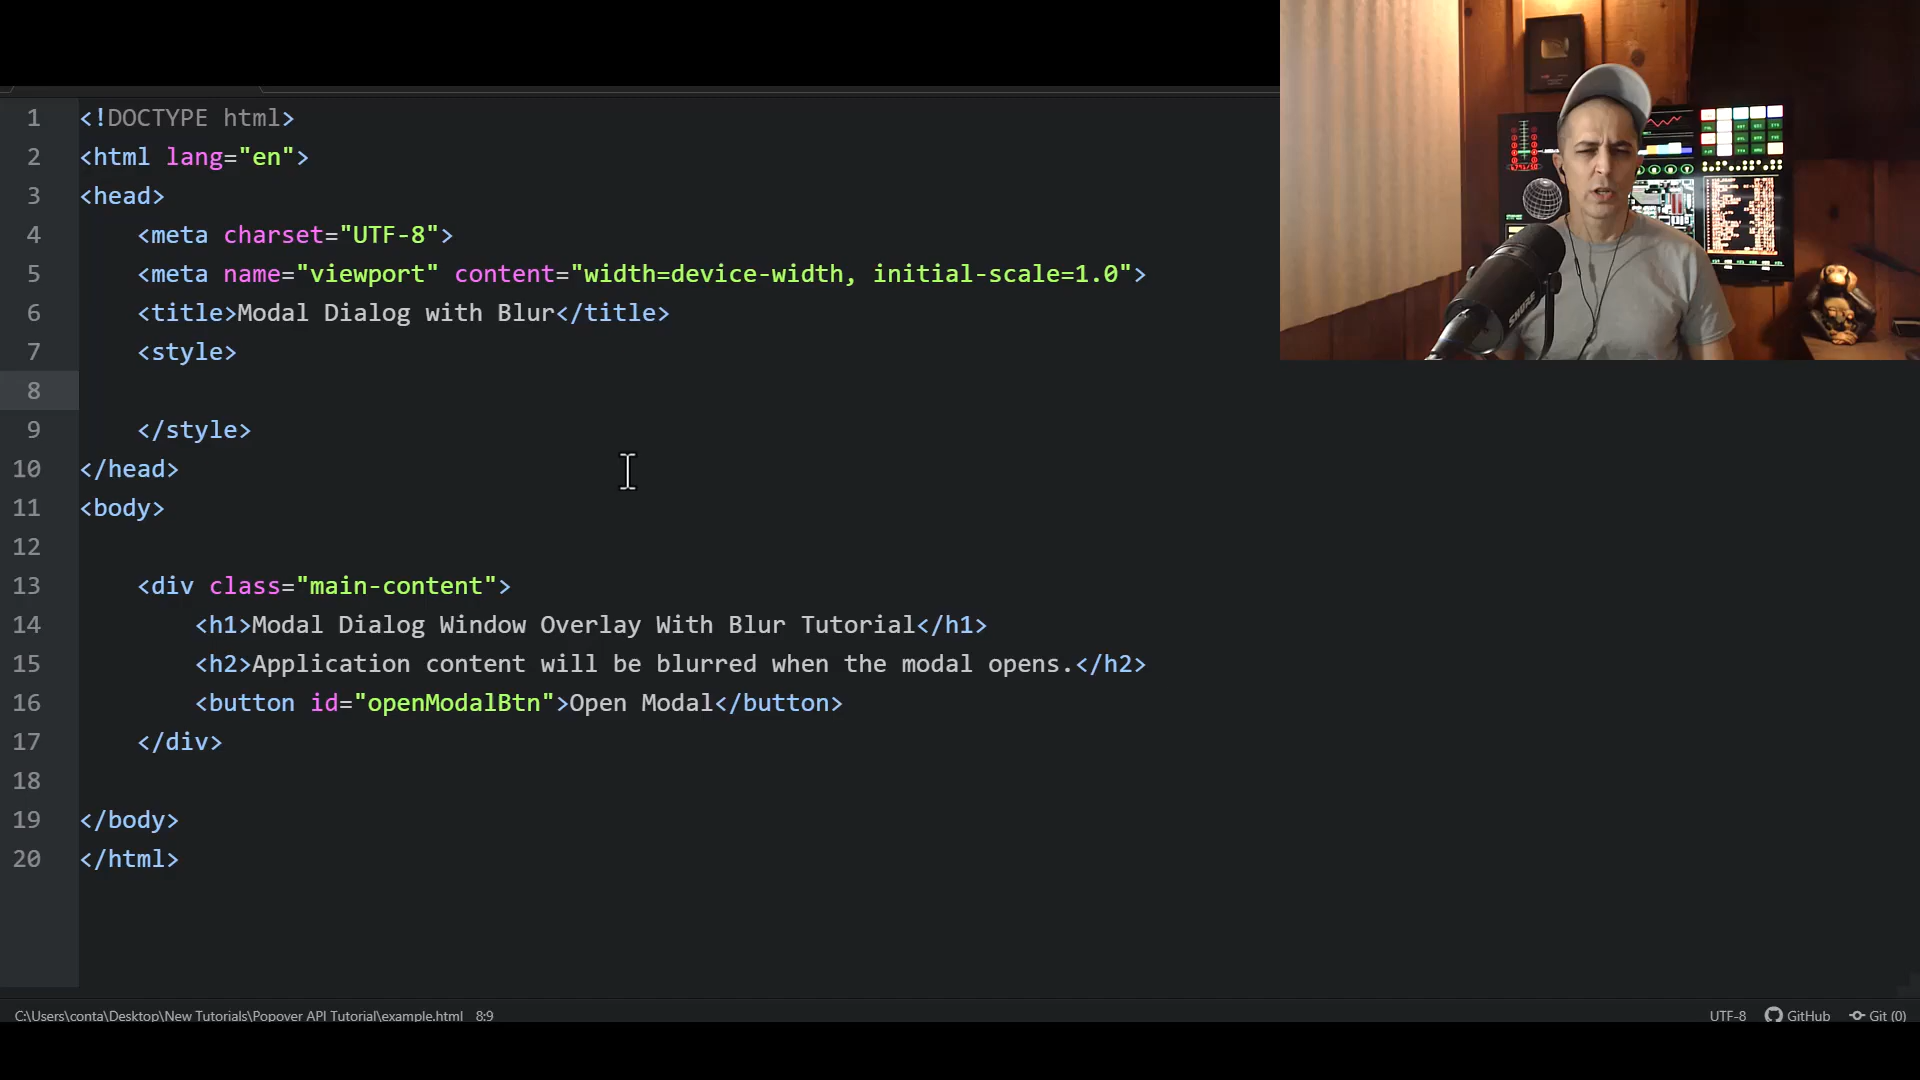 1 <!DOCTYPE html>
2 <html lang="en">
3 <head>
4 <meta charset="UTF-8">
5 <meta name="viewport" content="width=device-width, initial-scale=1.0">
6 <title>Modal Dialog with Blur</title>
7 <style>
8
9 </style>
10 </head>
11 <body>
12
13 <div class="main-content">
14 <h1>Modal Dialog Window Overlay With Blur Tutorial</h1>
15 <h2>Application content will be blurred when the modal opens.</h2>
16 <button id="openModalBtn">Open Modal</button>
17 </div>
18
19 </body>
20 </html>
SHURE
C:\Users\conta\Desktop\New Tutorials\Popover API Tutorial\example.html 8:9
UTF-8 GitHub Git (0)